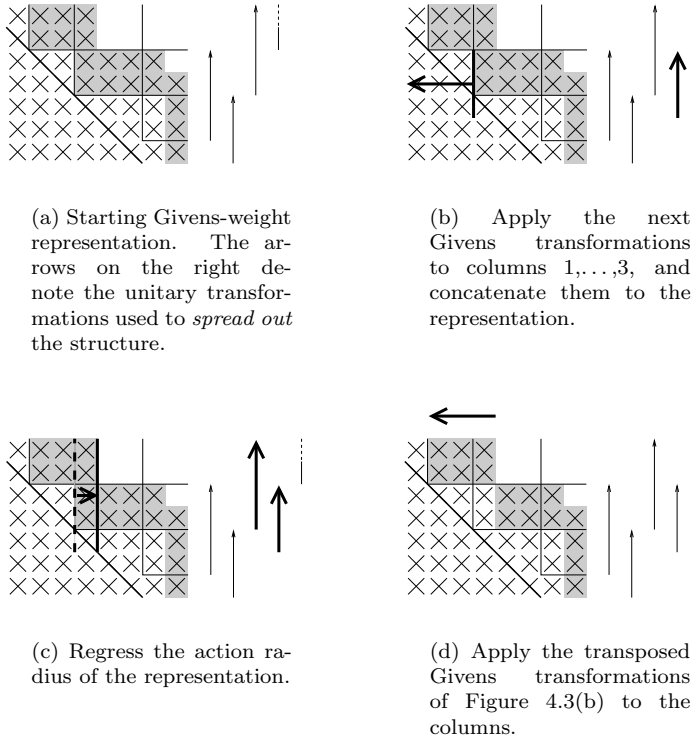 (a) Starting Givens-weight
representation. The ar-
rows on the right de-
note the unitary transfor-
mations used to spread out
the structure.
(b) Apply the next
Givens transformations
to columns 1,...,3, and
concatenate them to the
representation.
(c) Regress the action ra-
dius of the representation.
(d) Apply the transposed
Givens transformations
of Figure 4.3(b) to the
columns.